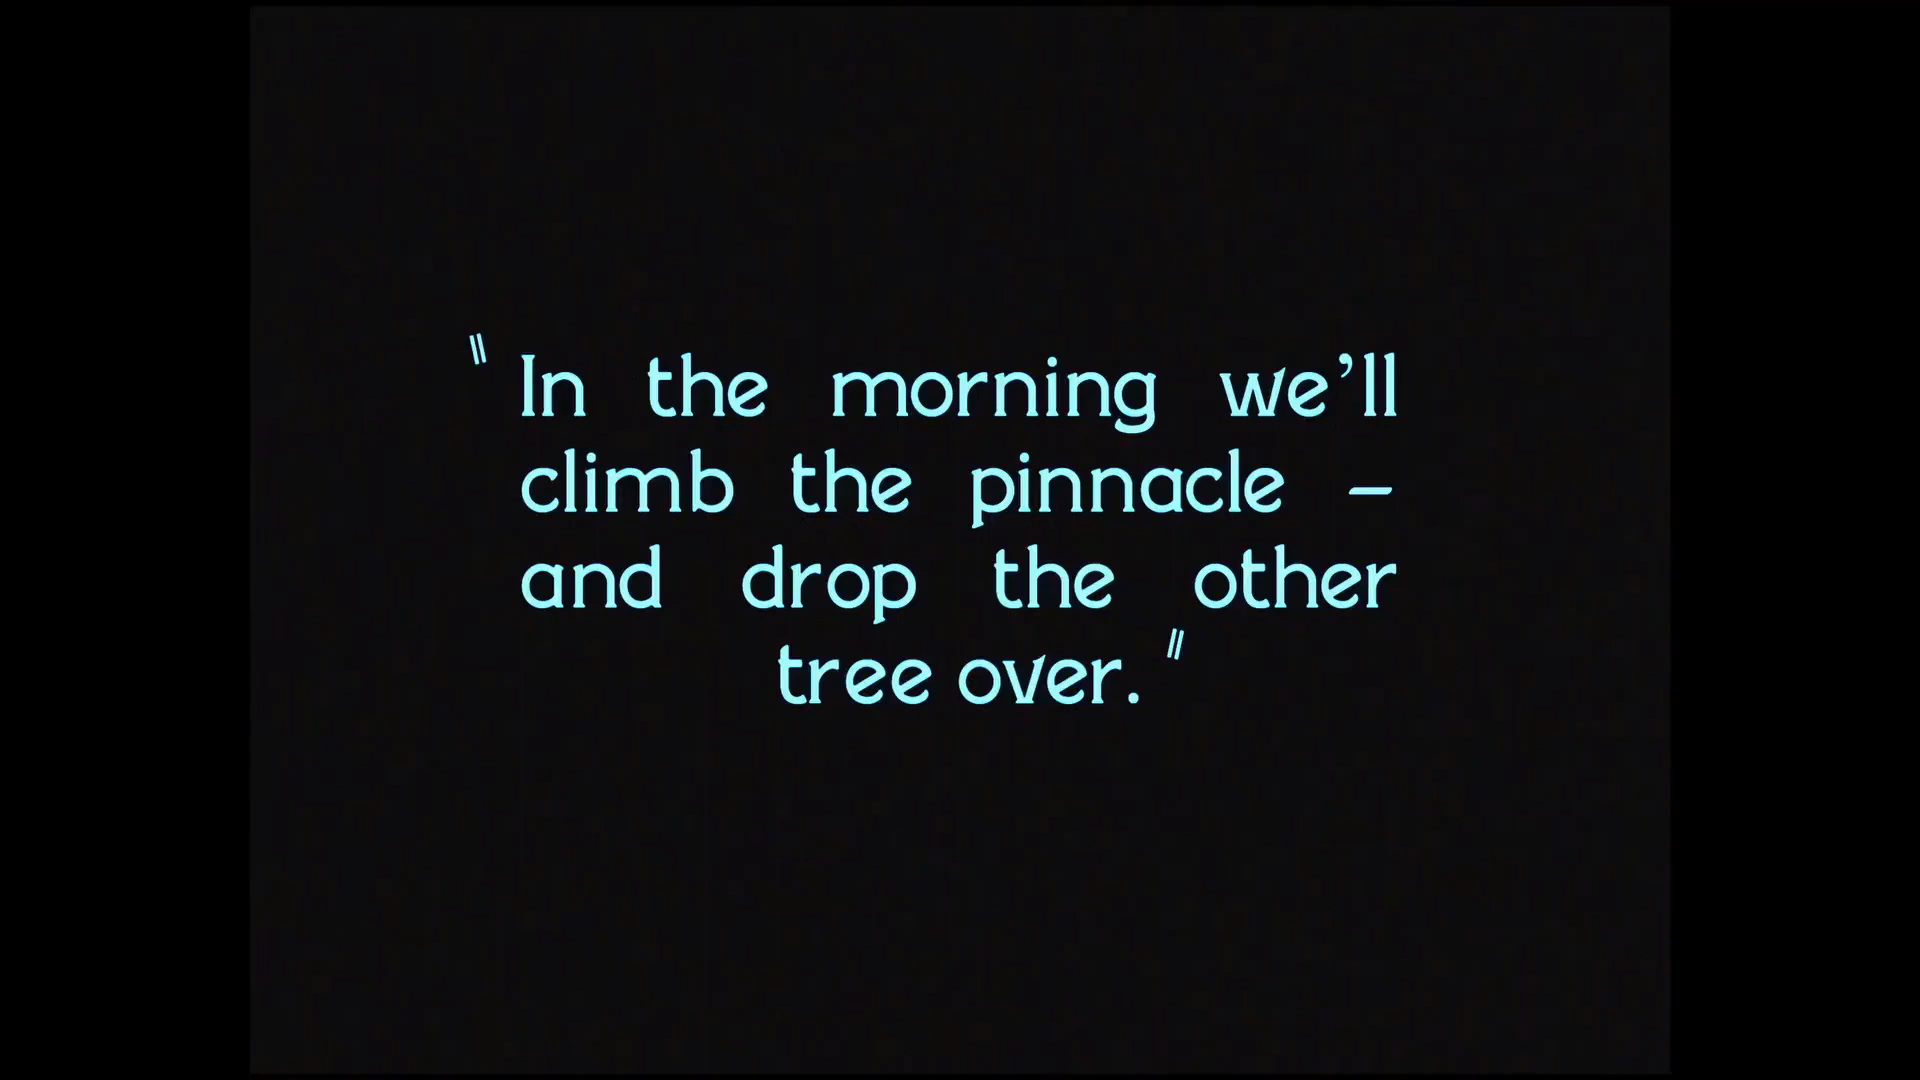 "In the morning we'll
climb the pinnacle –
and drop the other
tree over."